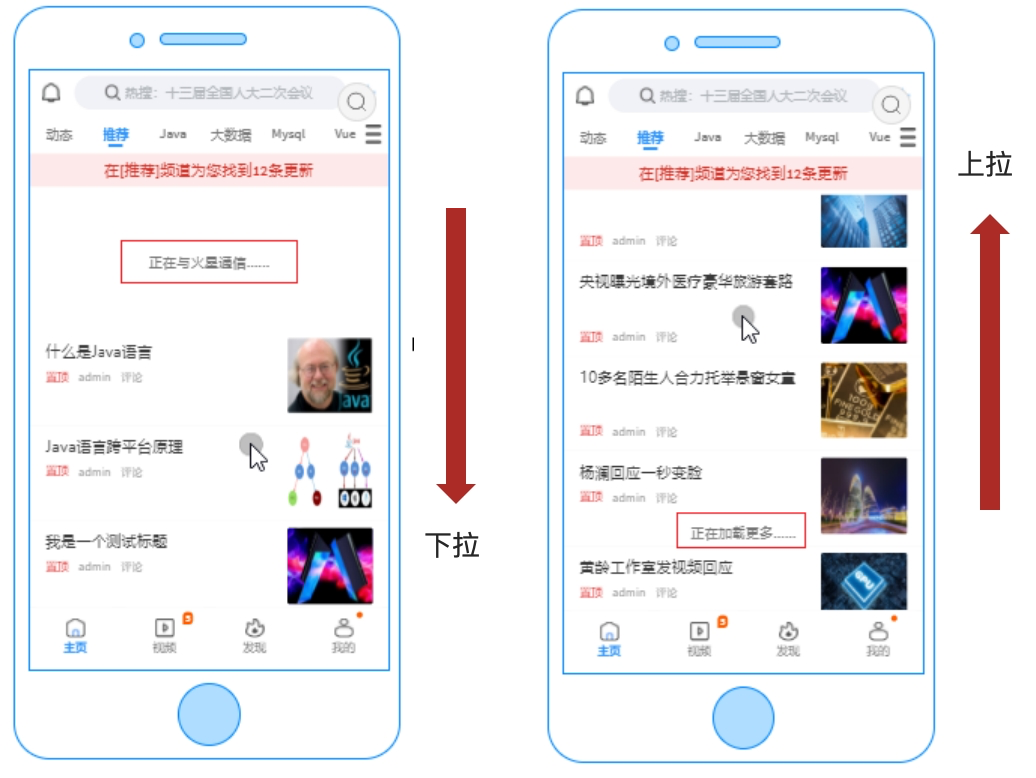 热搜：十三届全国人大二次会议
动态 推荐 Java 大数据 Mysql Vue
在[推荐]频道为您找到12条更新
正在与火星通信......
什么是Java语言
置顶 admin 评论
Java
Java语言跨平台原理
置顶 admin 评论
我是一个测试标题
置顶 admin 评论
主页 视频 发现 我的
下拉
热搜：十三届全国人大二次会议
动态 推荐 Java 大数据 Mysql Vue
在[推荐]频道为您找到12条更新
置顶 admin 评论
央视曝光境外医疗豪华旅游套路
置顶 admin 评论
10多名陌生人合力托举悬窗女童
置顶 admin 评论
杨澜回应一秒变脸
置顶 admin 评论
正在加载更多......
黄龄工作室发视频回应
置顶 admin 评论
GPU
主页 视频 发现 我的
上拉